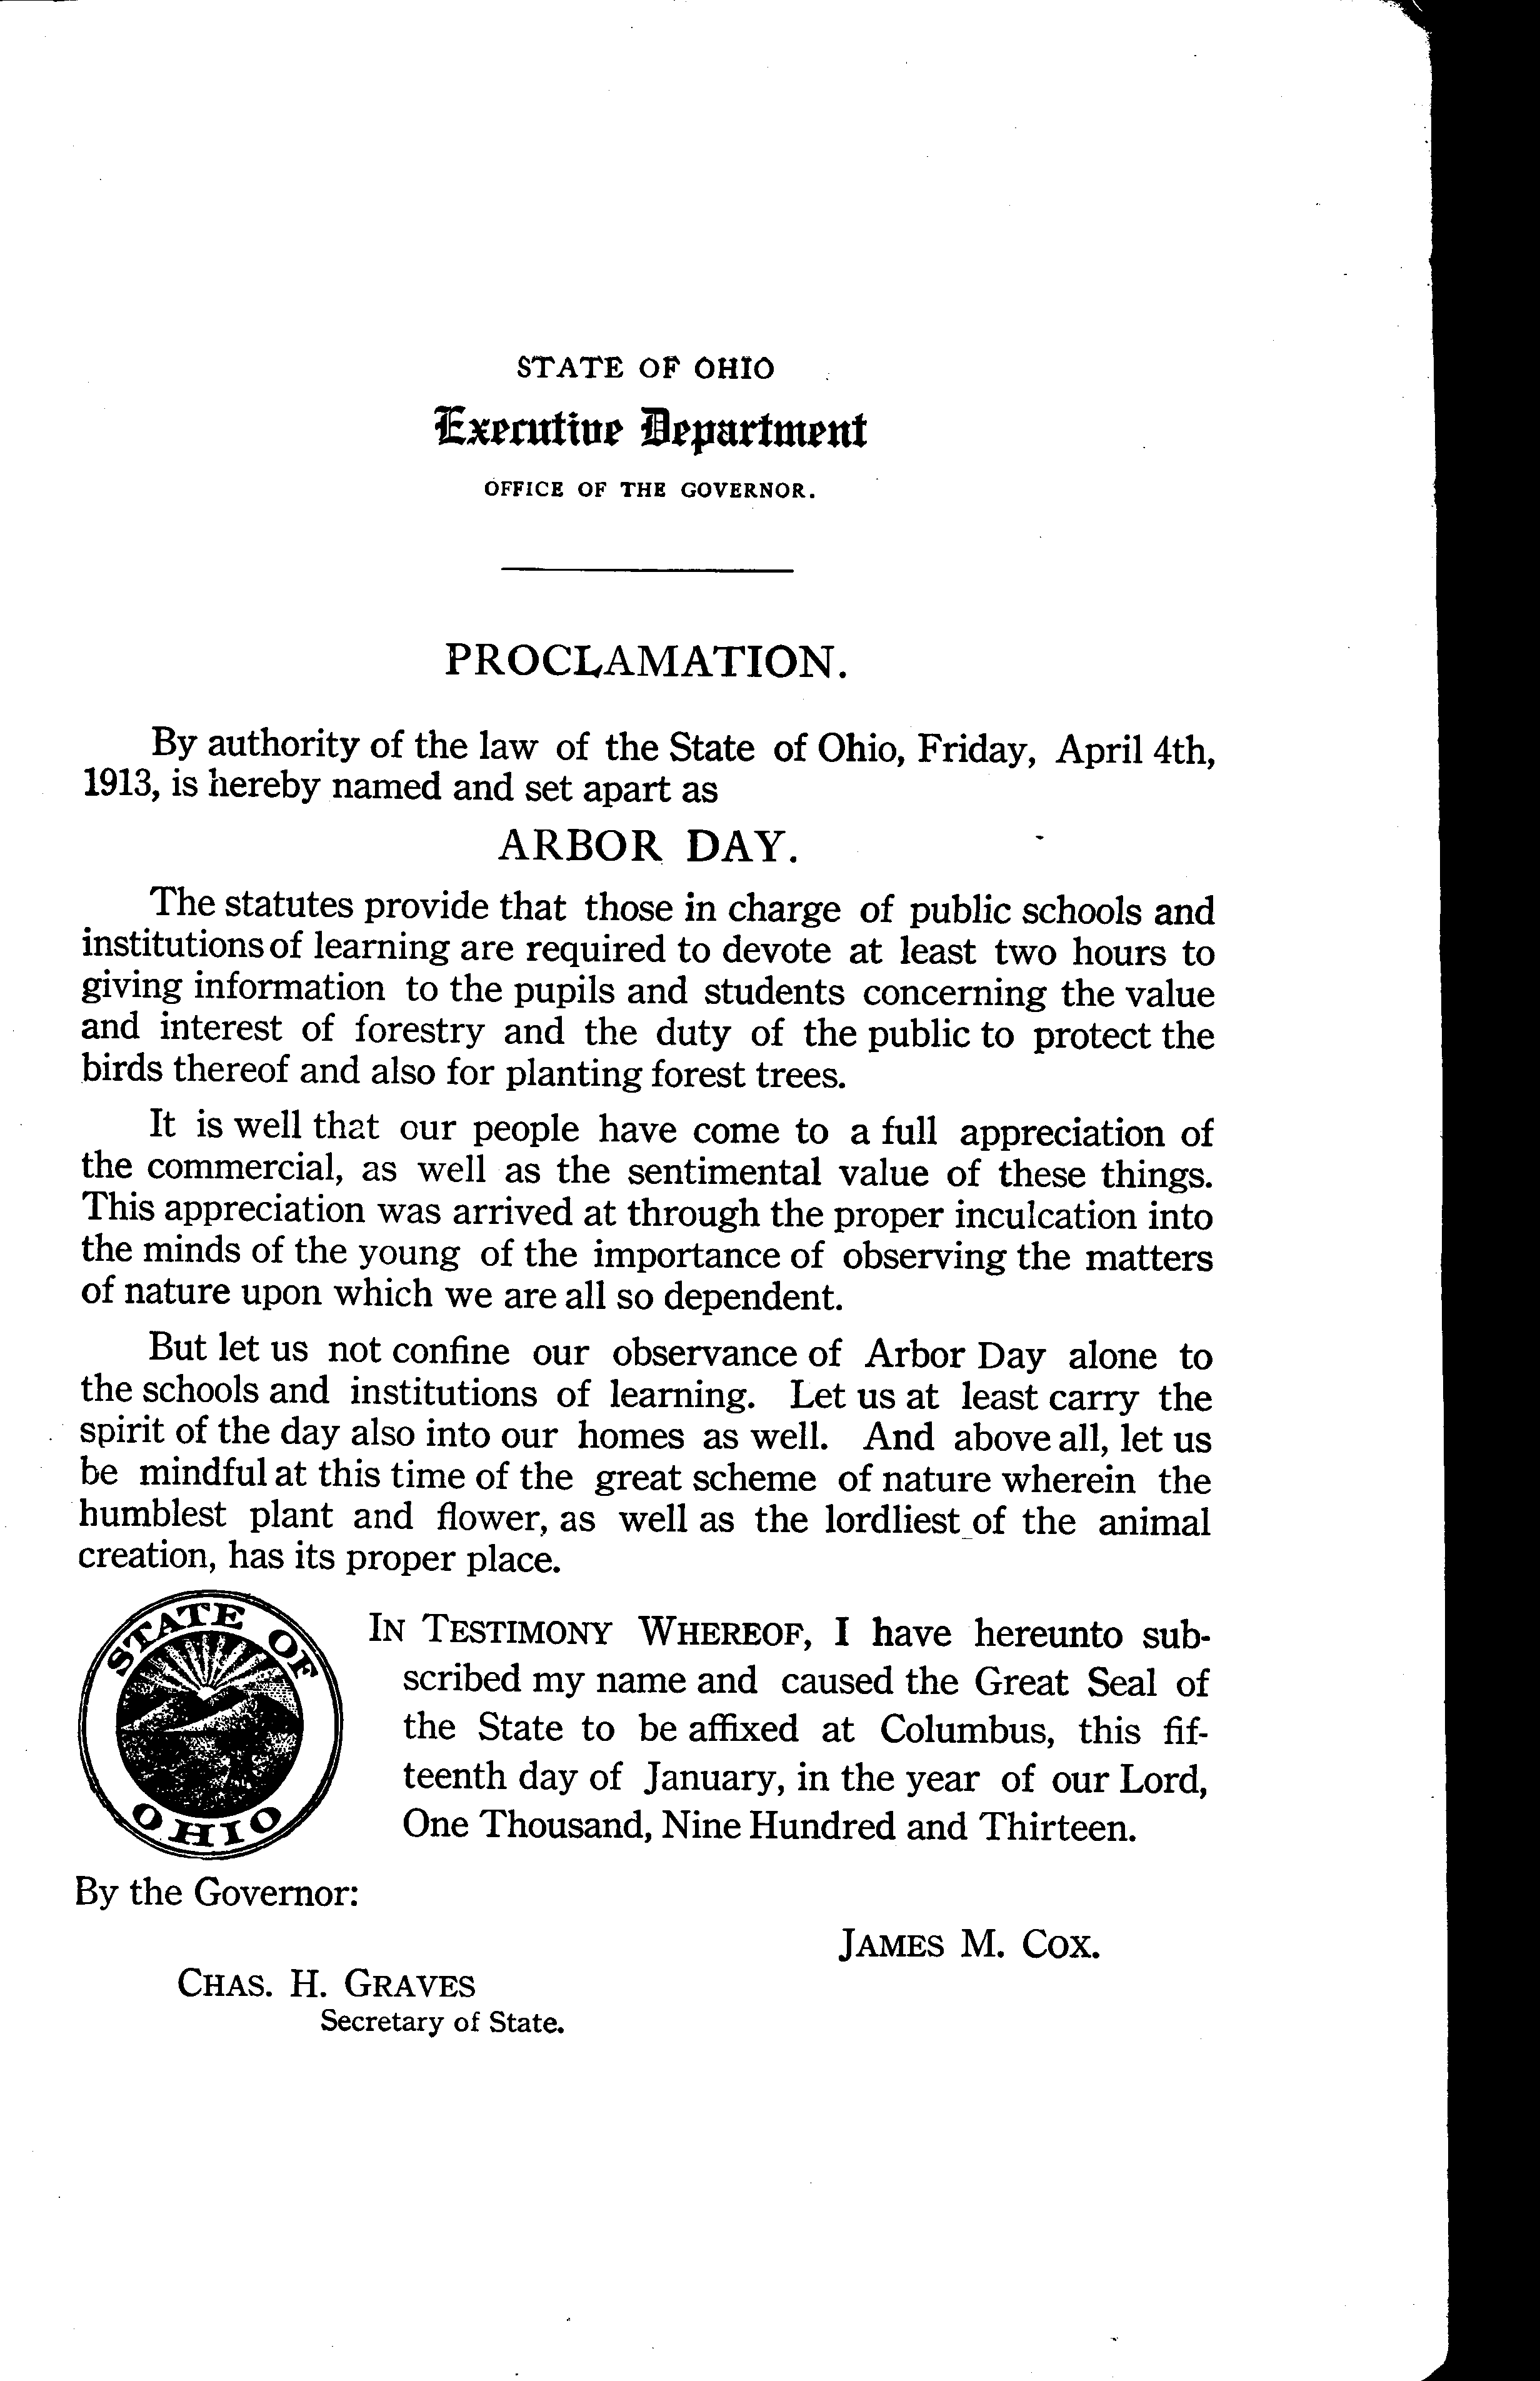 STATE OF OHIO
Executive Department
OFFICE OF THE GOVERNOR.
PROCLAMATION.
By authority of the law of the State of Ohio, Friday, April 4th,
1913, is hereby named and set apart as
ARBOR DAY.
The statutes provide that those in charge of public schools and
institutions of learning are required to devote at least two hours to
giving information to the pupils and students concerning the value
and interest of forestry and the duty of the public to protect the
birds thereof and also for planting forest trees.
It is well that our people have come to a full appreciation of
the commercial, as well as the sentimental value of these things.
This appreciation was arrived at through the proper inculcation into
the minds of the young of the importance of observing the matters
of nature upon which we are all so dependent.
But let us not confine our observance of Arbor Day alone to
the schools and institutions of learning. Let us at least carry the
spirit of the day also into our homes as well. And above all, let us
be mindful at this time of the great scheme of nature wherein the
humblest plant and flower, as well as the lordliest of the animal
creation, has its proper place.
STATE OF
OHIO
IN TESTIMONY WHEREOF, I have hereunto sub-
scribed my name and caused the Great Seal of
the State to be affixed at Columbus, this fif-
teenth day of January, in the year of our Lord,
One Thousand, Nine Hundred and Thirteen.
By the Governor:
JAMES M. COX.
CHAS. H. GRAVES
Secretary of State.